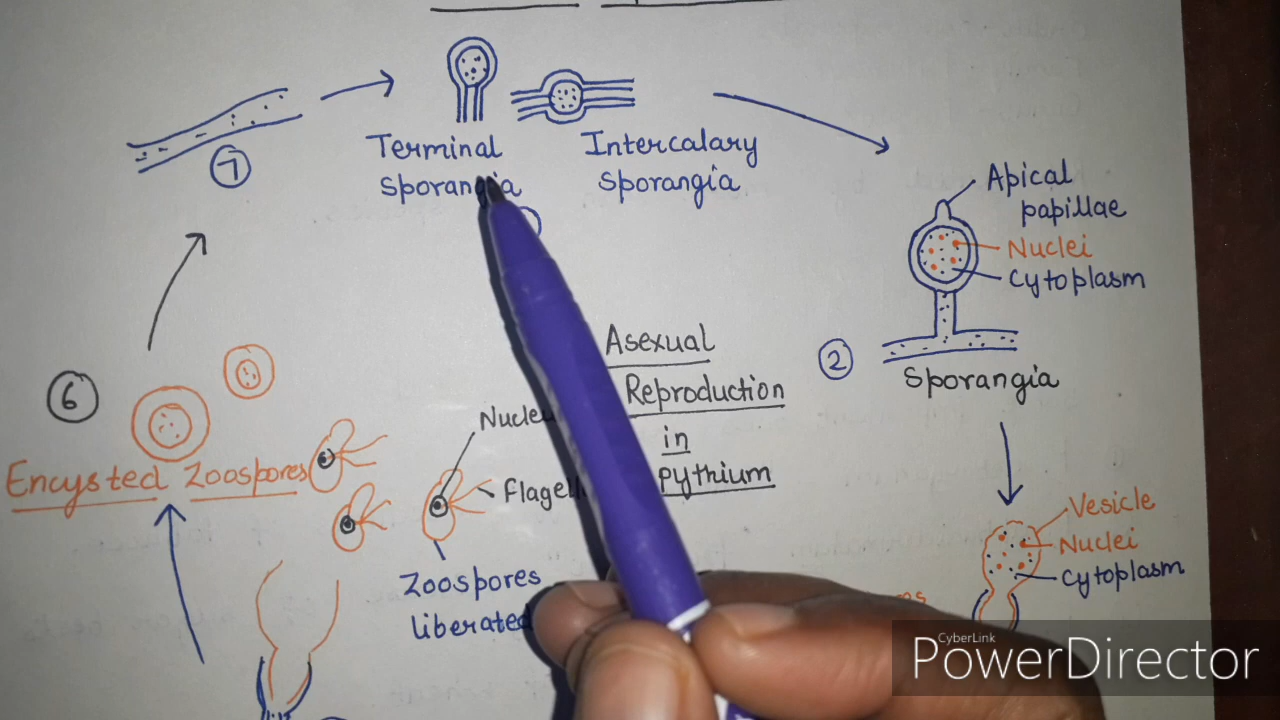 Terminal
sporangia
Intercalary
sporangia
7
Apical
papillae
Nuclei
Cytoplasm
2
sporangia
Asexual
Reproduction
in
pythium
6
Encysted Zoospores
Zoospores
liberated
Vesicle
Nuclei
Cytoplasm
CyberLink
PowerDirector